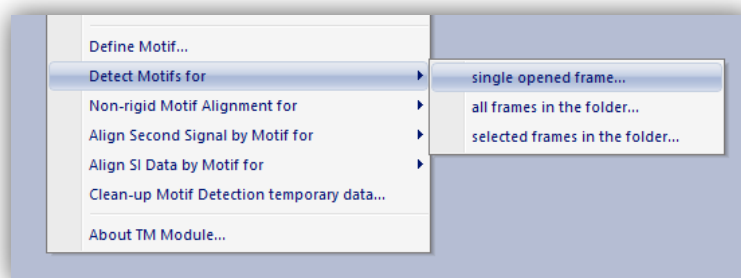 Define Motif...
Detect Motifs for
single opened frame...
Non-rigid Motif Alignment for
all frames in the folder...
Align Second Signal by Motif for
selected frames in the folder...
Align SI Data by Motif for
Clean-up Motif Detection temporary data...
About TM Module...